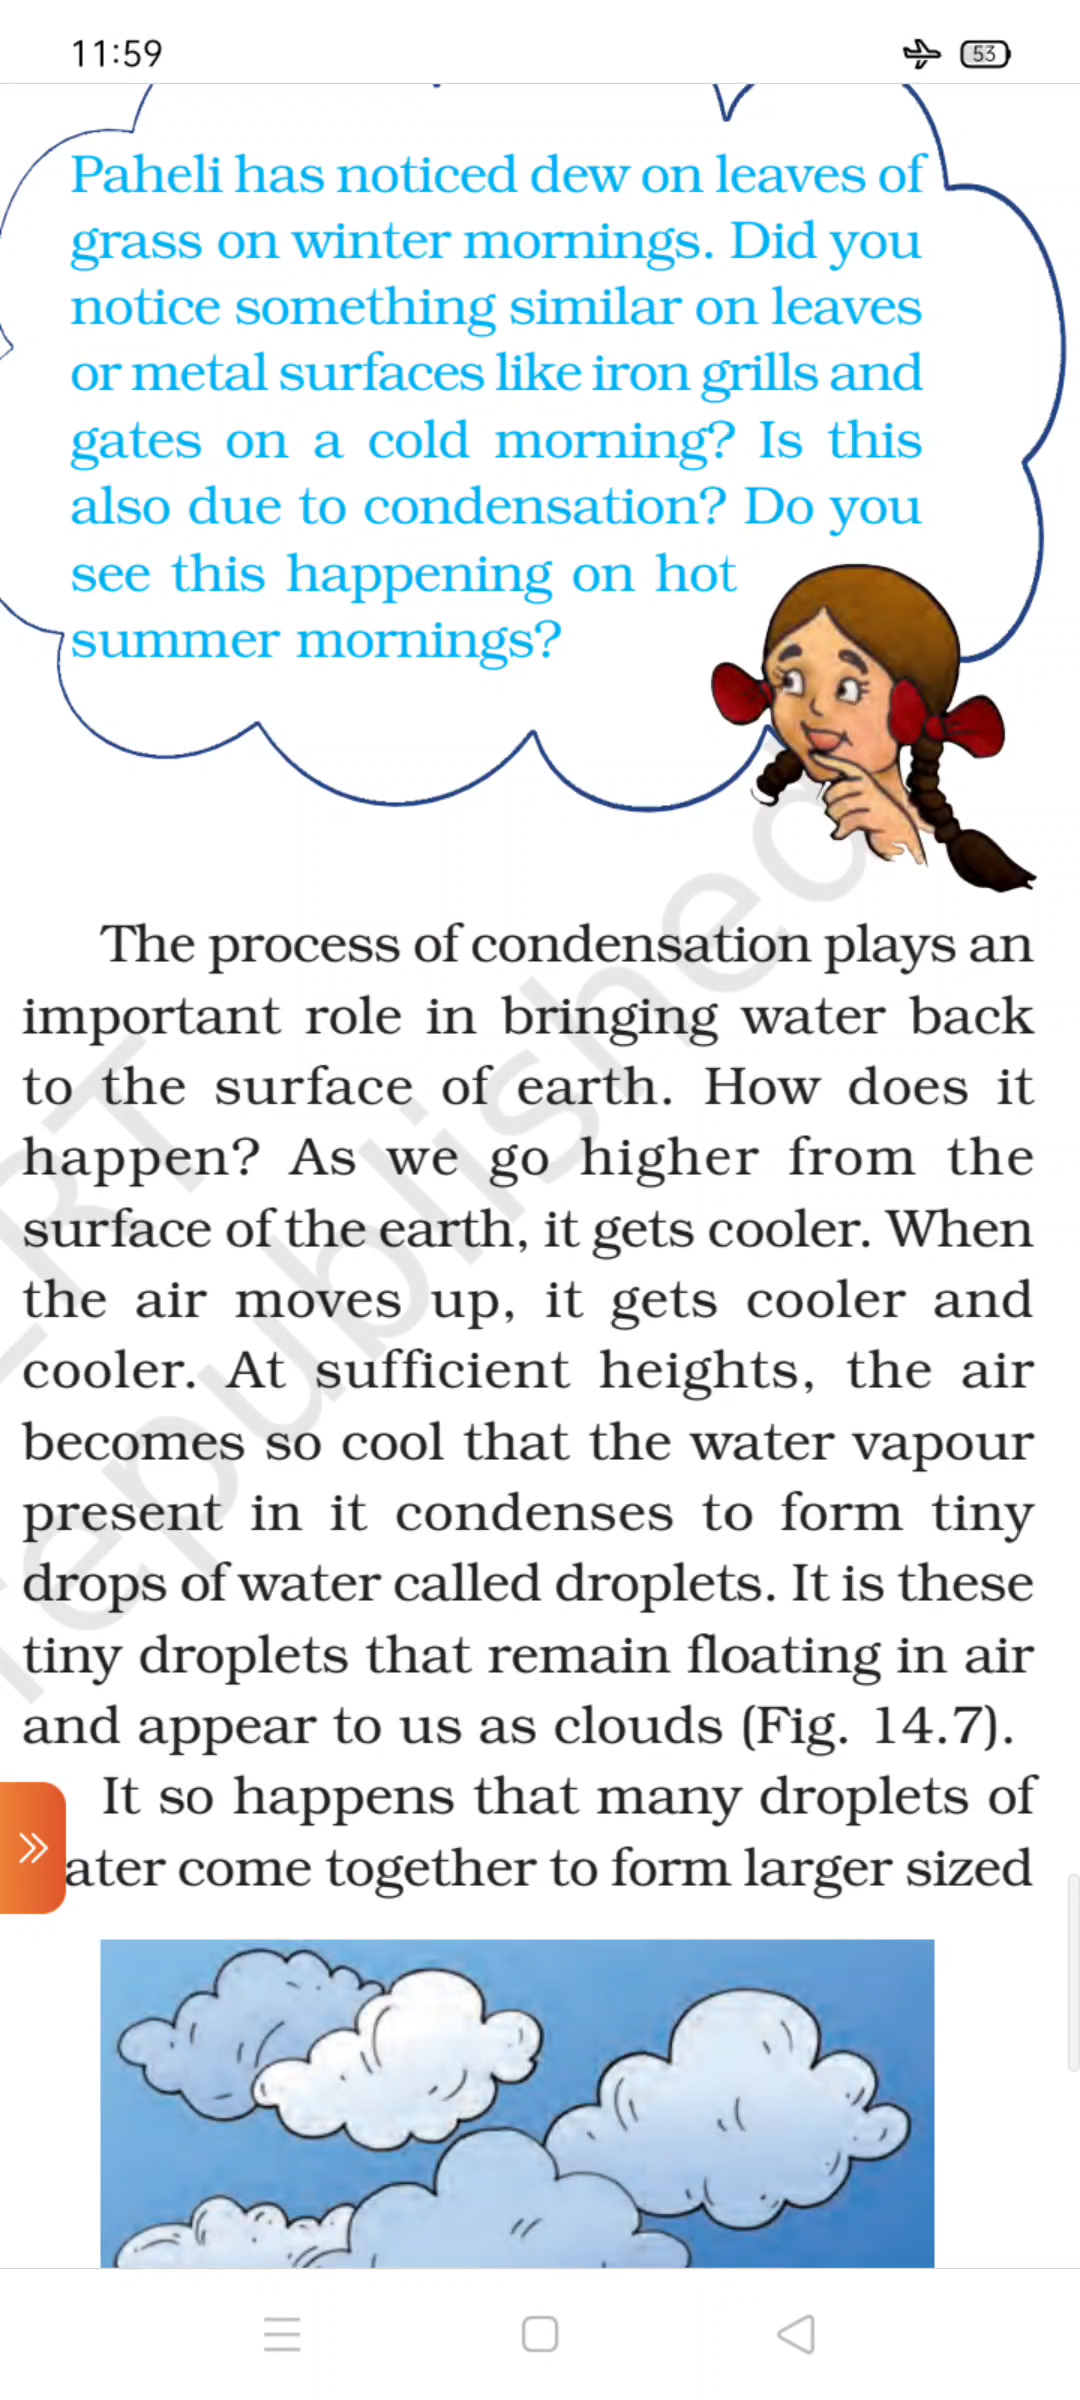 11:59
53
Paheli has noticed dew on leaves of
grass on winter mornings. Did you
notice something similar on leaves
or metal surfaces like iron grills and
gates on a cold morning? Is this
also due to condensation? Do you
see this happening on hot
summer mornings?
The process of condensation plays an
important role in bringing water back
to the surface of earth. How does it
happen? As we go higher from the
surface of the earth, it gets cooler. When
the air moves up, it gets cooler and
cooler. At sufficient heights, the air
becomes so cool that the water vapour
present in it condenses to form tiny
drops of water called droplets. It is these
tiny droplets that remain floating in air
and appear to us as clouds (Fig. 14.7).
It so happens that many droplets of
ater come together to form larger sized
republished